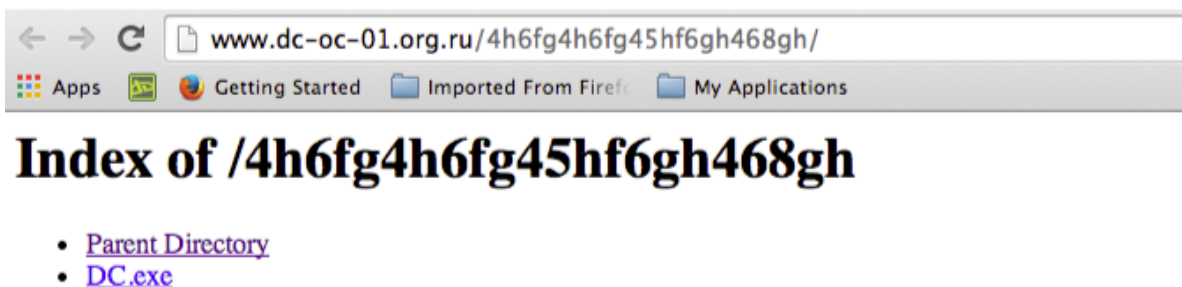 www.dc-oc-01.org.ru/4h6fg4h6fg45hf6gh468gh/
Apps Getting Started Imported From Firefo My Applications
Index of /4h6fg4h6fg45hf6gh468gh
Parent Directory
DC.exe